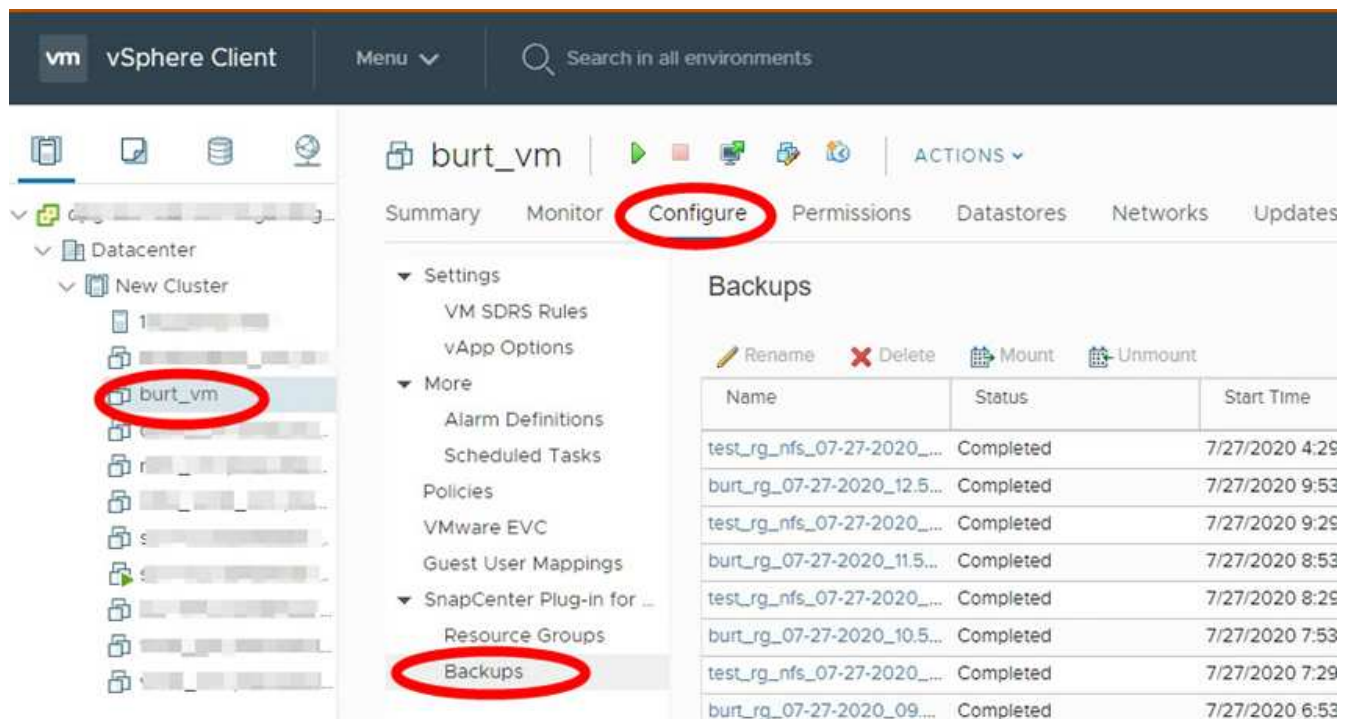 vm vSphere Client Menu Search in all environments
burt_vm ACTIONS
Summary Monitor Configure Permissions Datastores Networks Updates
Datacenter
New Cluster
burt_vm
Settings
VM SDRS Rules
vApp Options
More
Alarm Definitions
Scheduled Tasks
Policies
VMware EVC
Guest User Mappings
SnapCenter Plug-in for ...
Resource Groups
Backups
Backups
Rename Delete Mount Unmount
Name Status Start Time
test_rg_nfs_07-27-2020_... Completed 7/27/2020 4:29
burt_rg_07-27-2020_12.5... Completed 7/27/2020 9:53
test_rg_nfs_07-27-2020_... Completed 7/27/2020 9:29
burt_rg_07-27-2020_11.5... Completed 7/27/2020 8:53
test_rg_nfs_07-27-2020_... Completed 7/27/2020 8:29
burt_rg_07-27-2020_10.5... Completed 7/27/2020 7:53
test_rg_nfs_07-27-2020_... Completed 7/27/2020 7:29
burt_rg_07-27-2020_09.... Completed 7/27/2020 6:53